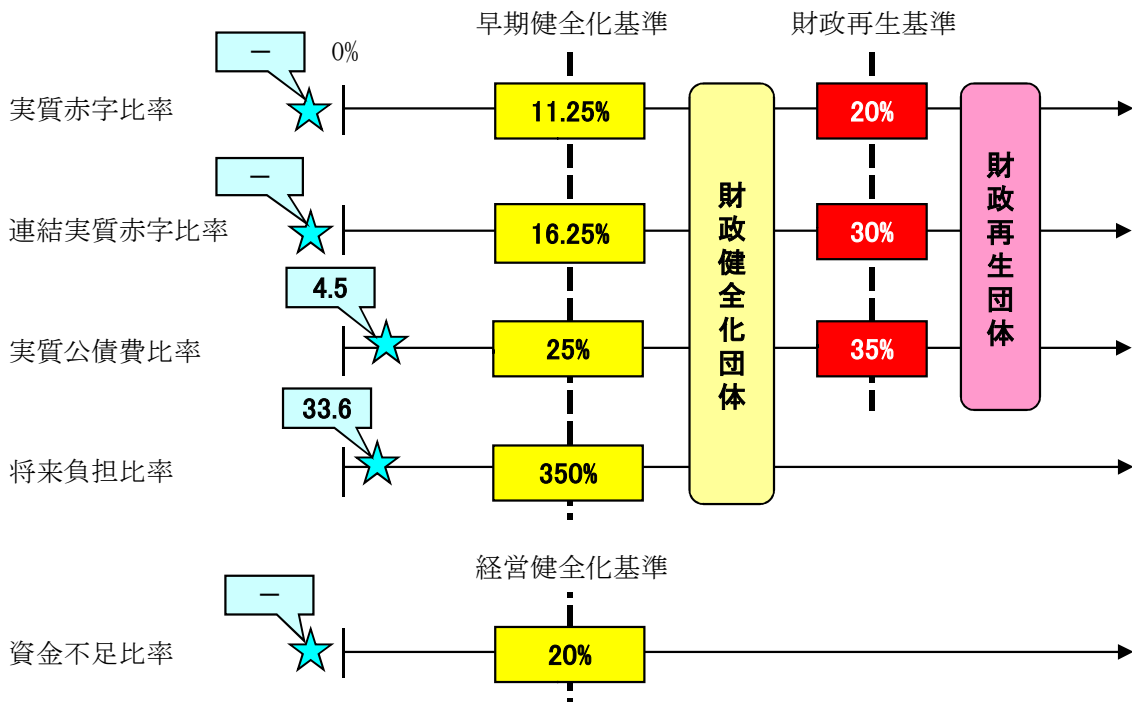 早期健全化基準
財政再生基準
－
0%
実質赤字比率
11.25%
20%
－
連結実質赤字比率
16.25%
30%
財政健全化団体
財政再生団体
4.5
実質公債費比率
25%
35%
33.6
将来負担比率
350%
経営健全化基準
－
資金不足比率
20%